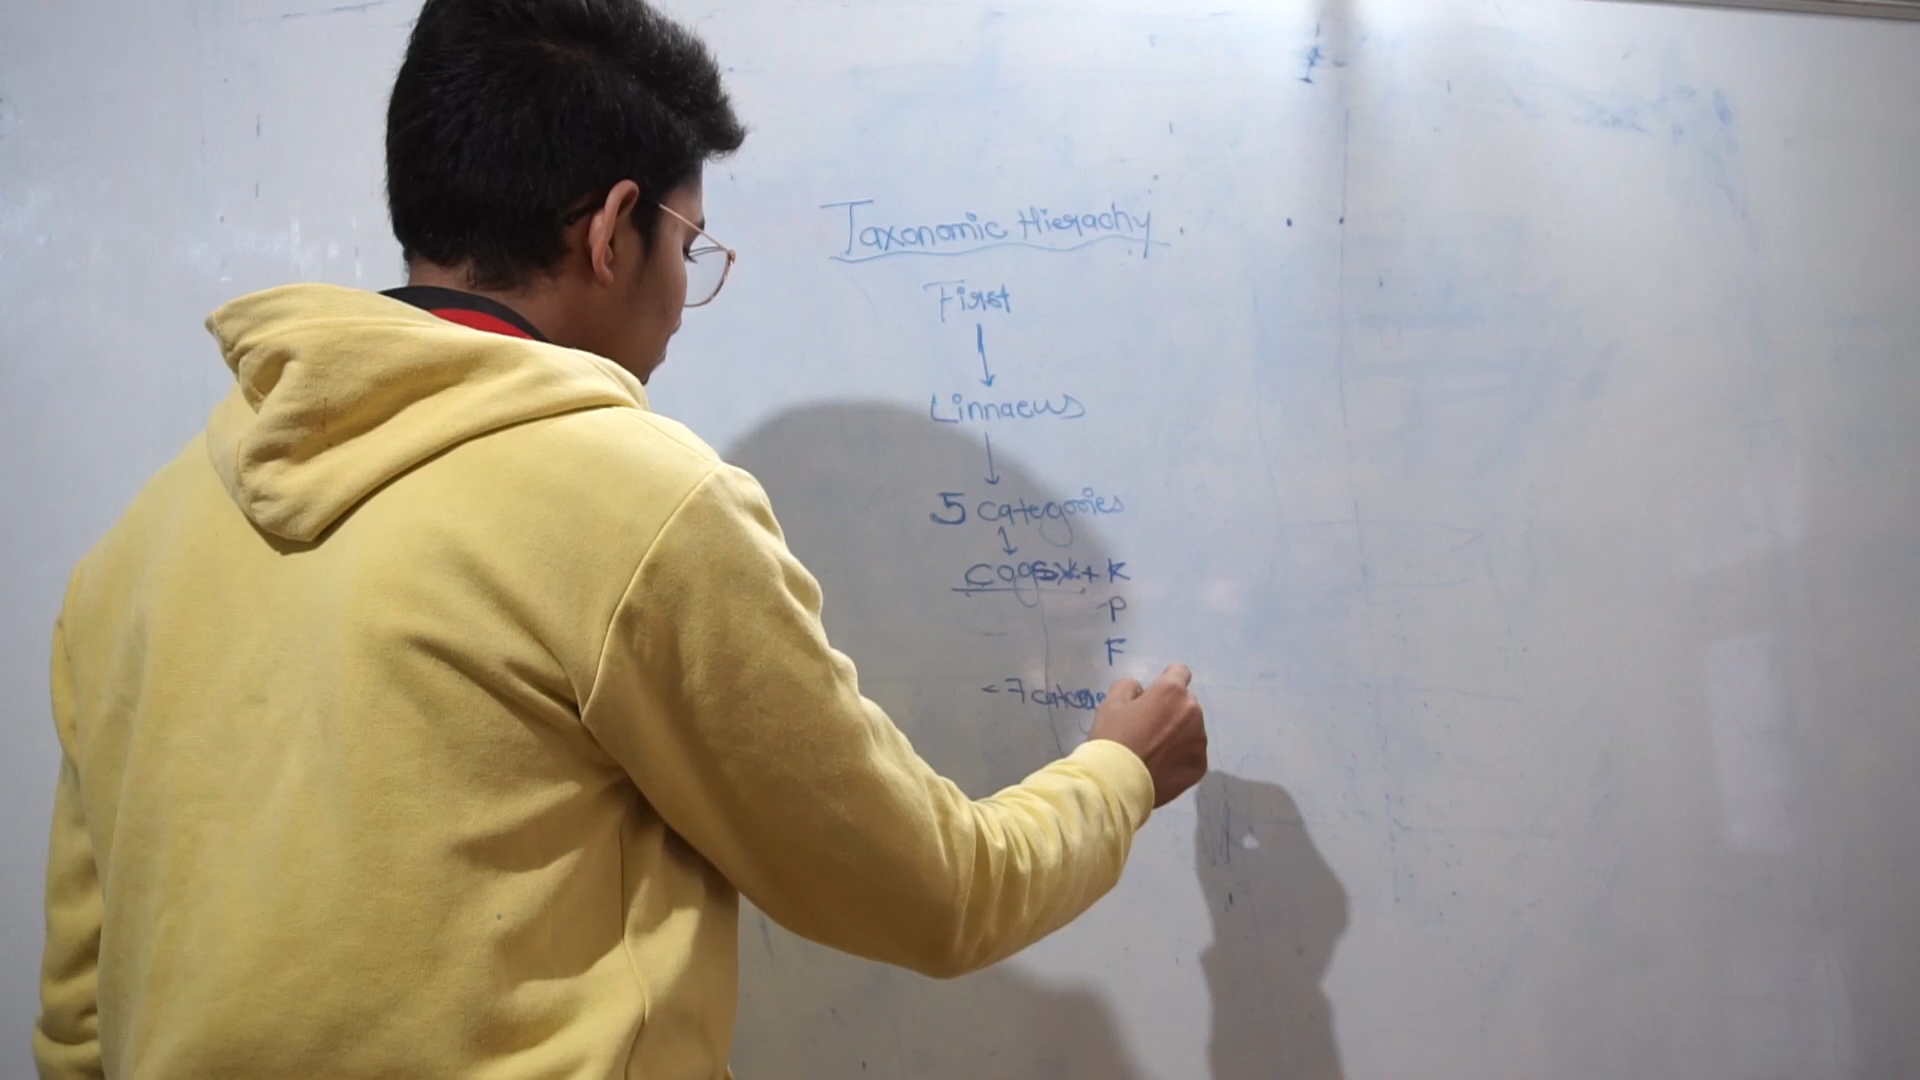 Taxonomic Hierachy.
First
Linnaeus
5 categories
+ K
P
F
7